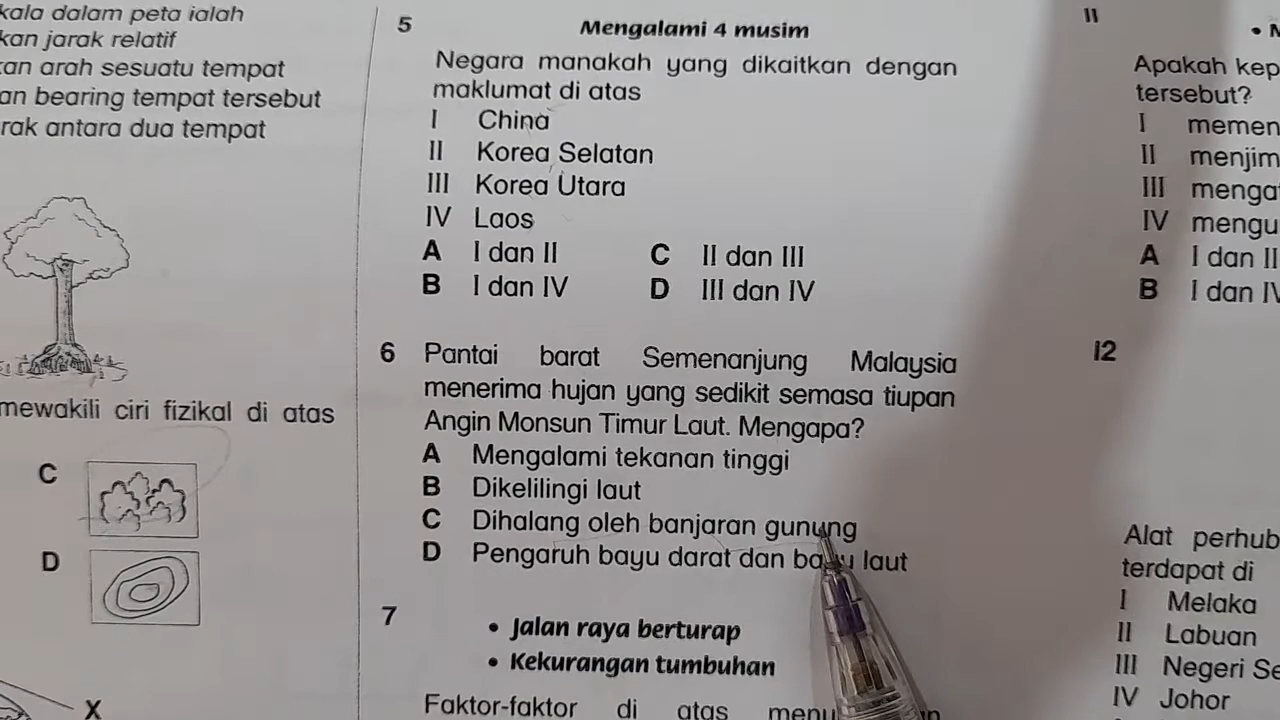 kala dalam peta ialah
kan jarak relatif
kan arah sesuatu tempat
an bearing tempat tersebut
rak antara dua tempat
mewakili ciri fizikal di atas
C
D
X
5 Mengalami 4 musim
Negara manakah yang dikaitkan dengan
maklumat di atas
I China
II Korea Selatan
III Korea Utara
IV Laos
A I dan II C II dan III
B I dan IV D III dan IV
6 Pantai barat Semenanjung Malaysia
menerima hujan yang sedikit semasa tiupan
Angin Monsun Timur Laut. Mengapa?
A Mengalami tekanan tinggi
B Dikelilingi laut
C Dihalang oleh banjaran gunung
D Pengaruh bayu darat dan bayu laut
7 • Jalan raya berturap
• Kekurangan tumbuhan
Faktor-faktor di atas
11
Apakah kep
tersebut?
I memen
II menjim
III menga
IV mengu
A I dan II
B I dan IV
12
Alat perhub
terdapat di
I Melaka
II Labuan
III Negeri Se
IV Johor